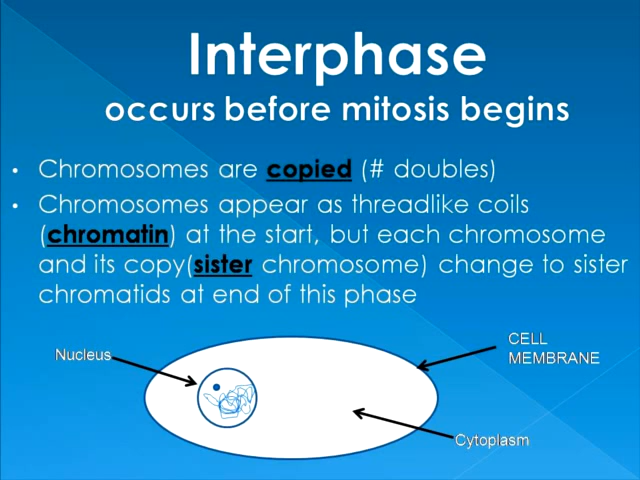 Interphase
occurs before mitosis begins
• Chromosomes are copied (# doubles)
• Chromosomes appear as threadlike coils
(chromatin) at the start, but each chromosome
and its copy(sister chromosome) change to sister
chromatids at end of this phase
CELL
MEMBRANE
Nucleus
Cytoplasm